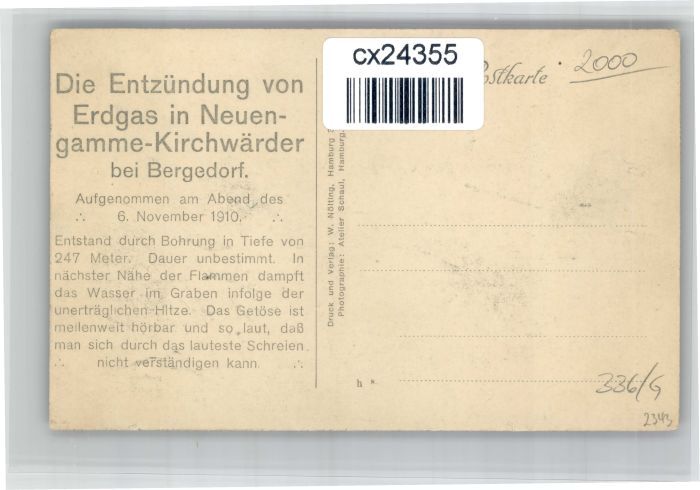 cx24355
Postkarte
2000
Die Entzündung von
Erdgas in Neuen-
gamme-Kirchwärder
bei Bergedorf.
Aufgenommen am Abend des
6. November 1910.
Entstand durch Bohrung in Tiefe von
247 Meter. Dauer unbestimmt. In
nächster Nähe der Flammen dampft
das Wasser im Graben infolge der
unerträglichen Hitze. Das Getöse ist
meilenweit hörbar und so laut, daß
man sich durch das lauteste Schreien
nicht verständigen kann
Druck und Verlag: W. Nölting, Hamburg
Photographie: Atelier Schaul, Hamburg.
h *.
336/G
2343